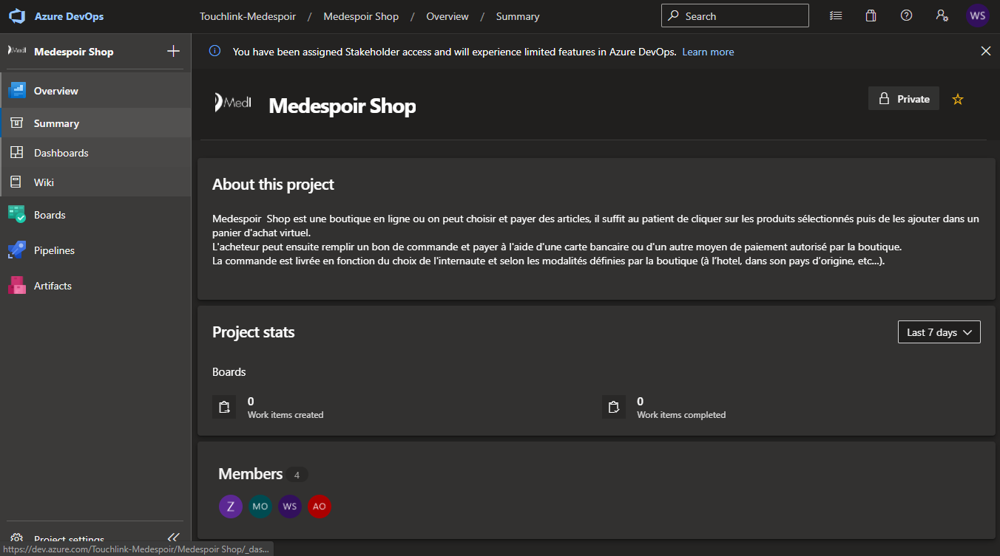 Azure DevOps
Touchlink-Medespoir / Medespoir Shop / Overview / Summary
Search
WS
Medl
Medespoir Shop
You have been assigned Stakeholder access and will experience limited features in Azure DevOps. Learn more
Overview
Summary
Dashboards
Wiki
Boards
Pipelines
Artifacts
Project settings
Medl
Medespoir Shop
Private
About this project
Medespoir Shop est une boutique en ligne ou on peut choisir et payer des articles, il suffit au patient de cliquer sur les produits sélectionnés puis de les ajouter dans un
panier d'achat virtuel.
L'acheteur peut ensuite remplir un bon de commande et payer à l'aide d'une carte bancaire ou d'un autre moyen de paiement autorisé par la boutique.
La commande est livrée en fonction du choix de l'internaute et selon les modalités définies par la boutique (à l’hotel, dans son pays d’origine, etc...).
Project stats
Last 7 days
Boards
0
Work items created
0
Work items completed
Members 4
Z MO WS AO
https://dev.azure.com/Touchlink-Medespoir/Medespoir Shop/_das...